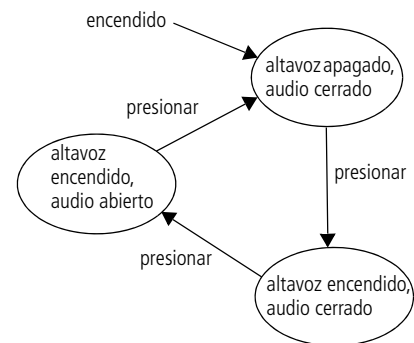 encendido
altavoz apagado,
audio cerrado
presionar
altavoz
encendido,
audio abierto
presionar
presionar
altavoz encendido,
audio cerrado